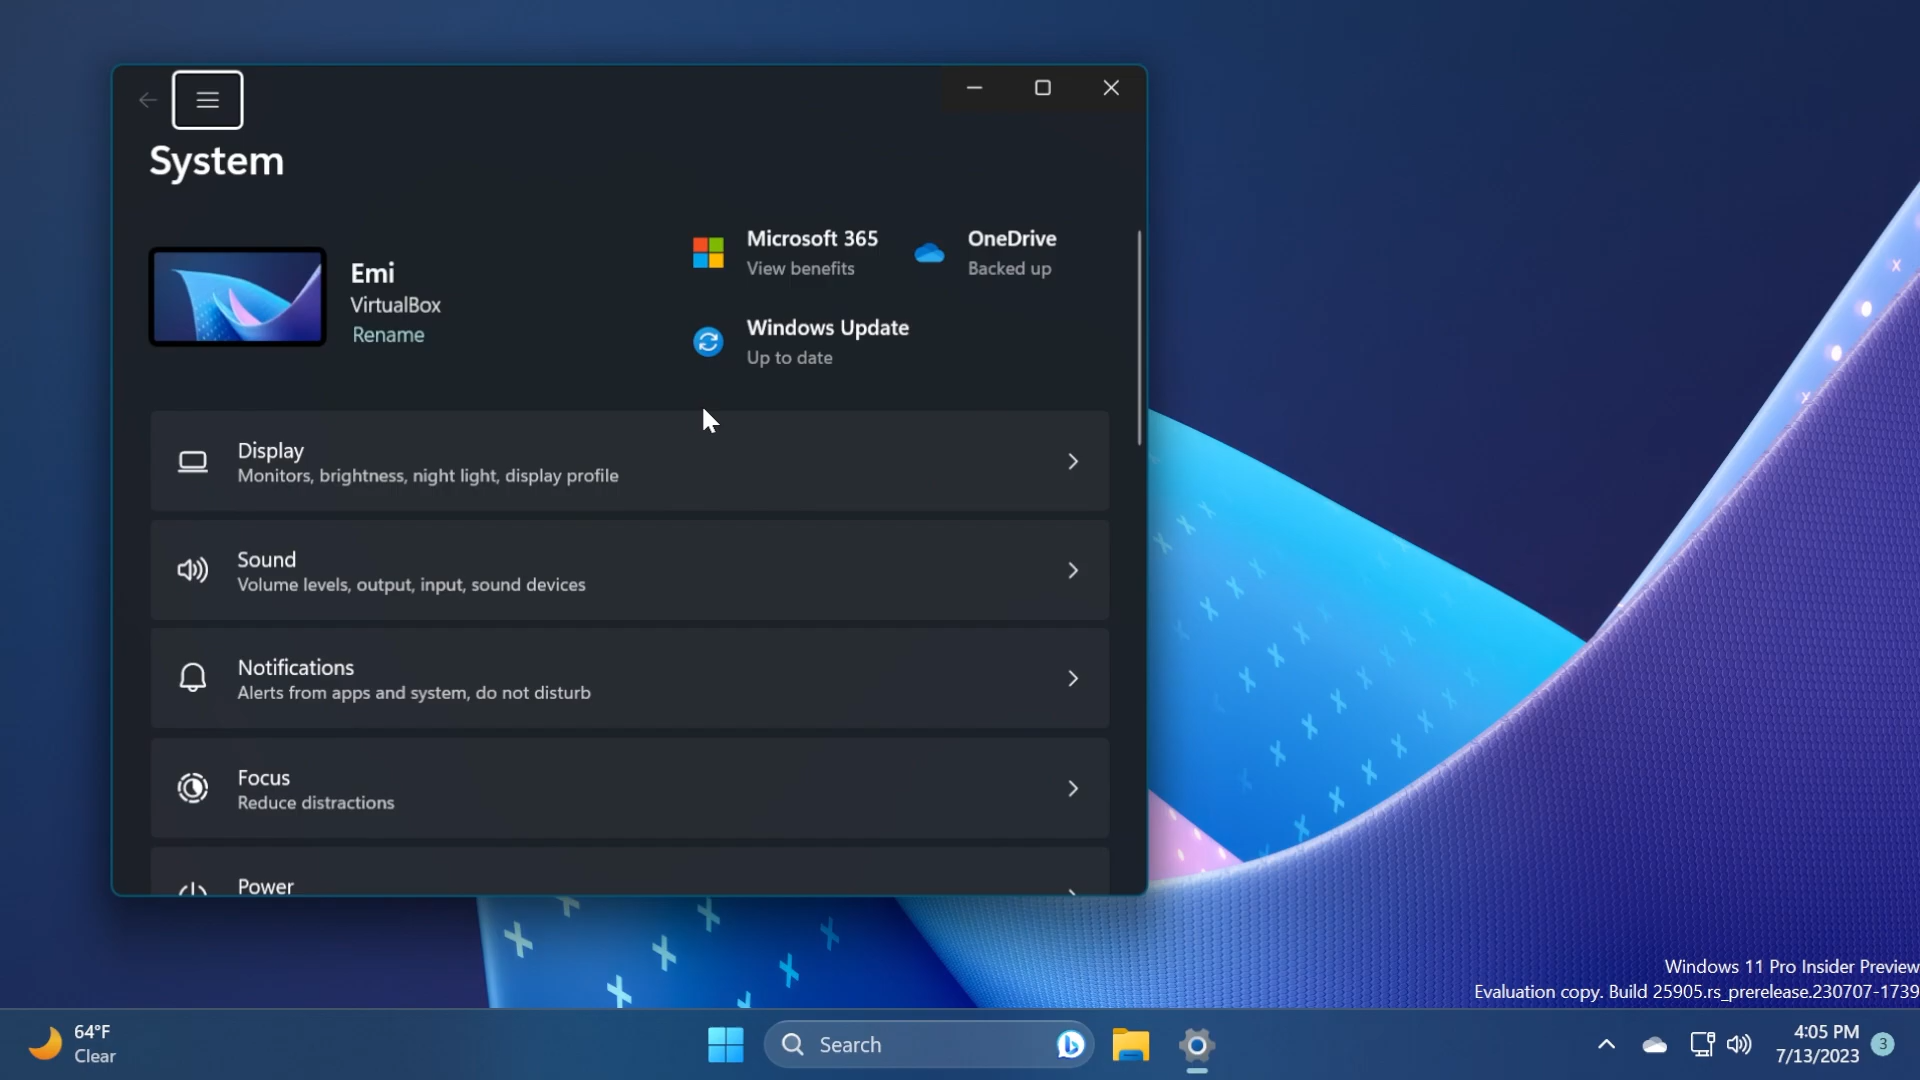 System
Emi
VirtualBox
Rename
Microsoft 365
View benefits
OneDrive
Backed up
Windows Update
Up to date
Display
Monitors, brightness, night light, display profile
Sound
Volume levels, output, input, sound devices
Notifications
Alerts from apps and system, do not disturb
Focus
Reduce distractions
Power
Windows 11 Pro Insider Preview
Evaluation copy. Build 25905.rs_prerelease.230707-1739
64°F
Clear
Search
4:05 PM
7/13/2023
3